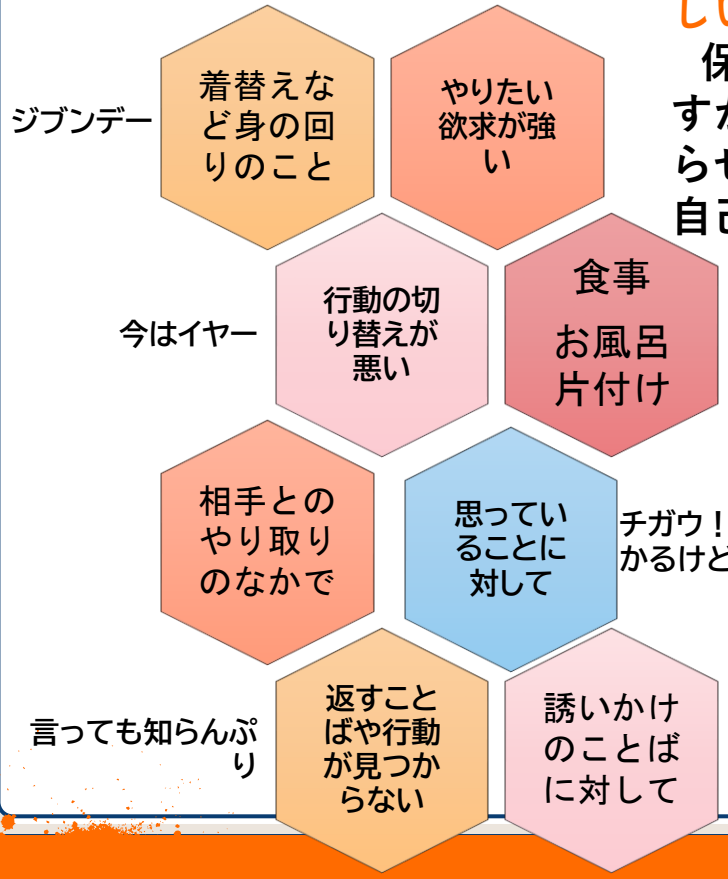 ジブンデー
着替えな
ど身の回
りのこと
やりたい
欲求が強
い
しい
保
すか
らせ
自己
今はイヤー
行動の切
り替えが
悪い
食事
お風呂
片付け
相手との
やり取り
のなかで
思ってい
ることに
対して
チガウ！
かるけど
言っても知らんぷ
り
返すこと
ばや行動
が見つか
らない
誘いかけ
のことば
に対して